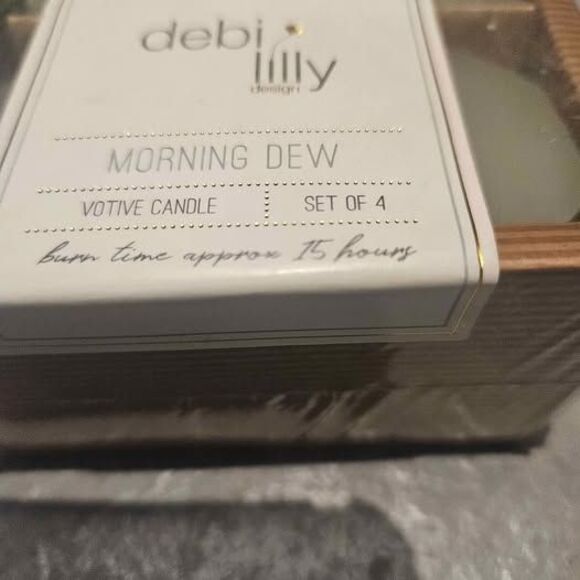 debi
lilly
design
MORNING DEW
VOTIVE CANDLE SET OF 4
burn time approx 15 hours